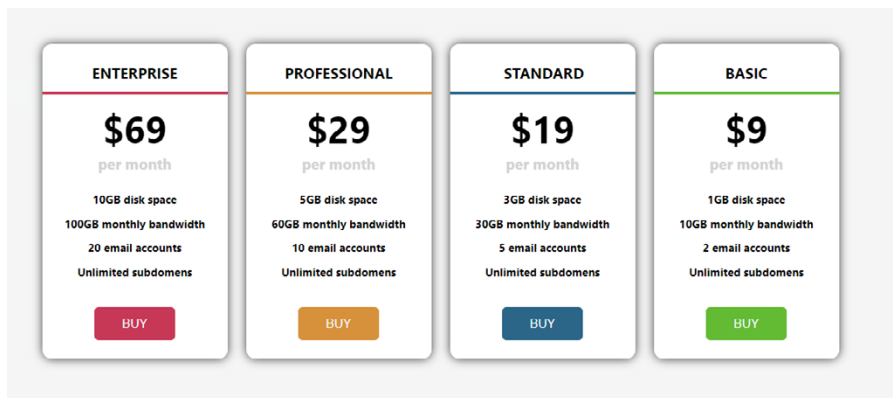 ENTERPRISE
$69
per month
10GB disk space
100GB monthly bandwidth
20 email accounts
Unlimited subdomens
BUY
PROFESSIONAL
$29
per month
5GB disk space
60GB monthly bandwidth
10 email accounts
Unlimited subdomens
BUY
STANDARD
$19
per month
3GB disk space
30GB monthly bandwidth
5 email accounts
Unlimited subdomens
BUY
BASIC
$9
per month
1GB disk space
10GB monthly bandwidth
2 email accounts
Unlimited subdomens
BUY